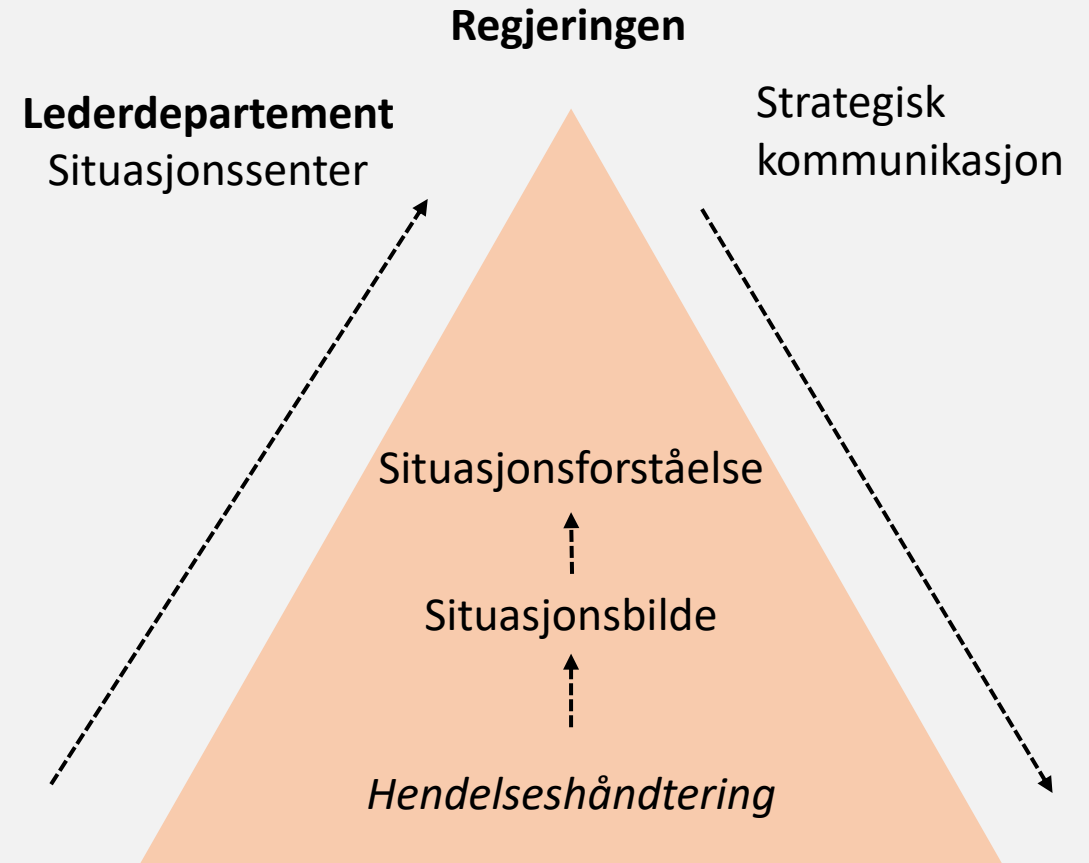 Regjeringen
Lederdepartement
Situasjonssenter
Strategisk
kommunikasjon
Situasjonsforståelse
Situasjonsbilde
Hendelseshåndtering